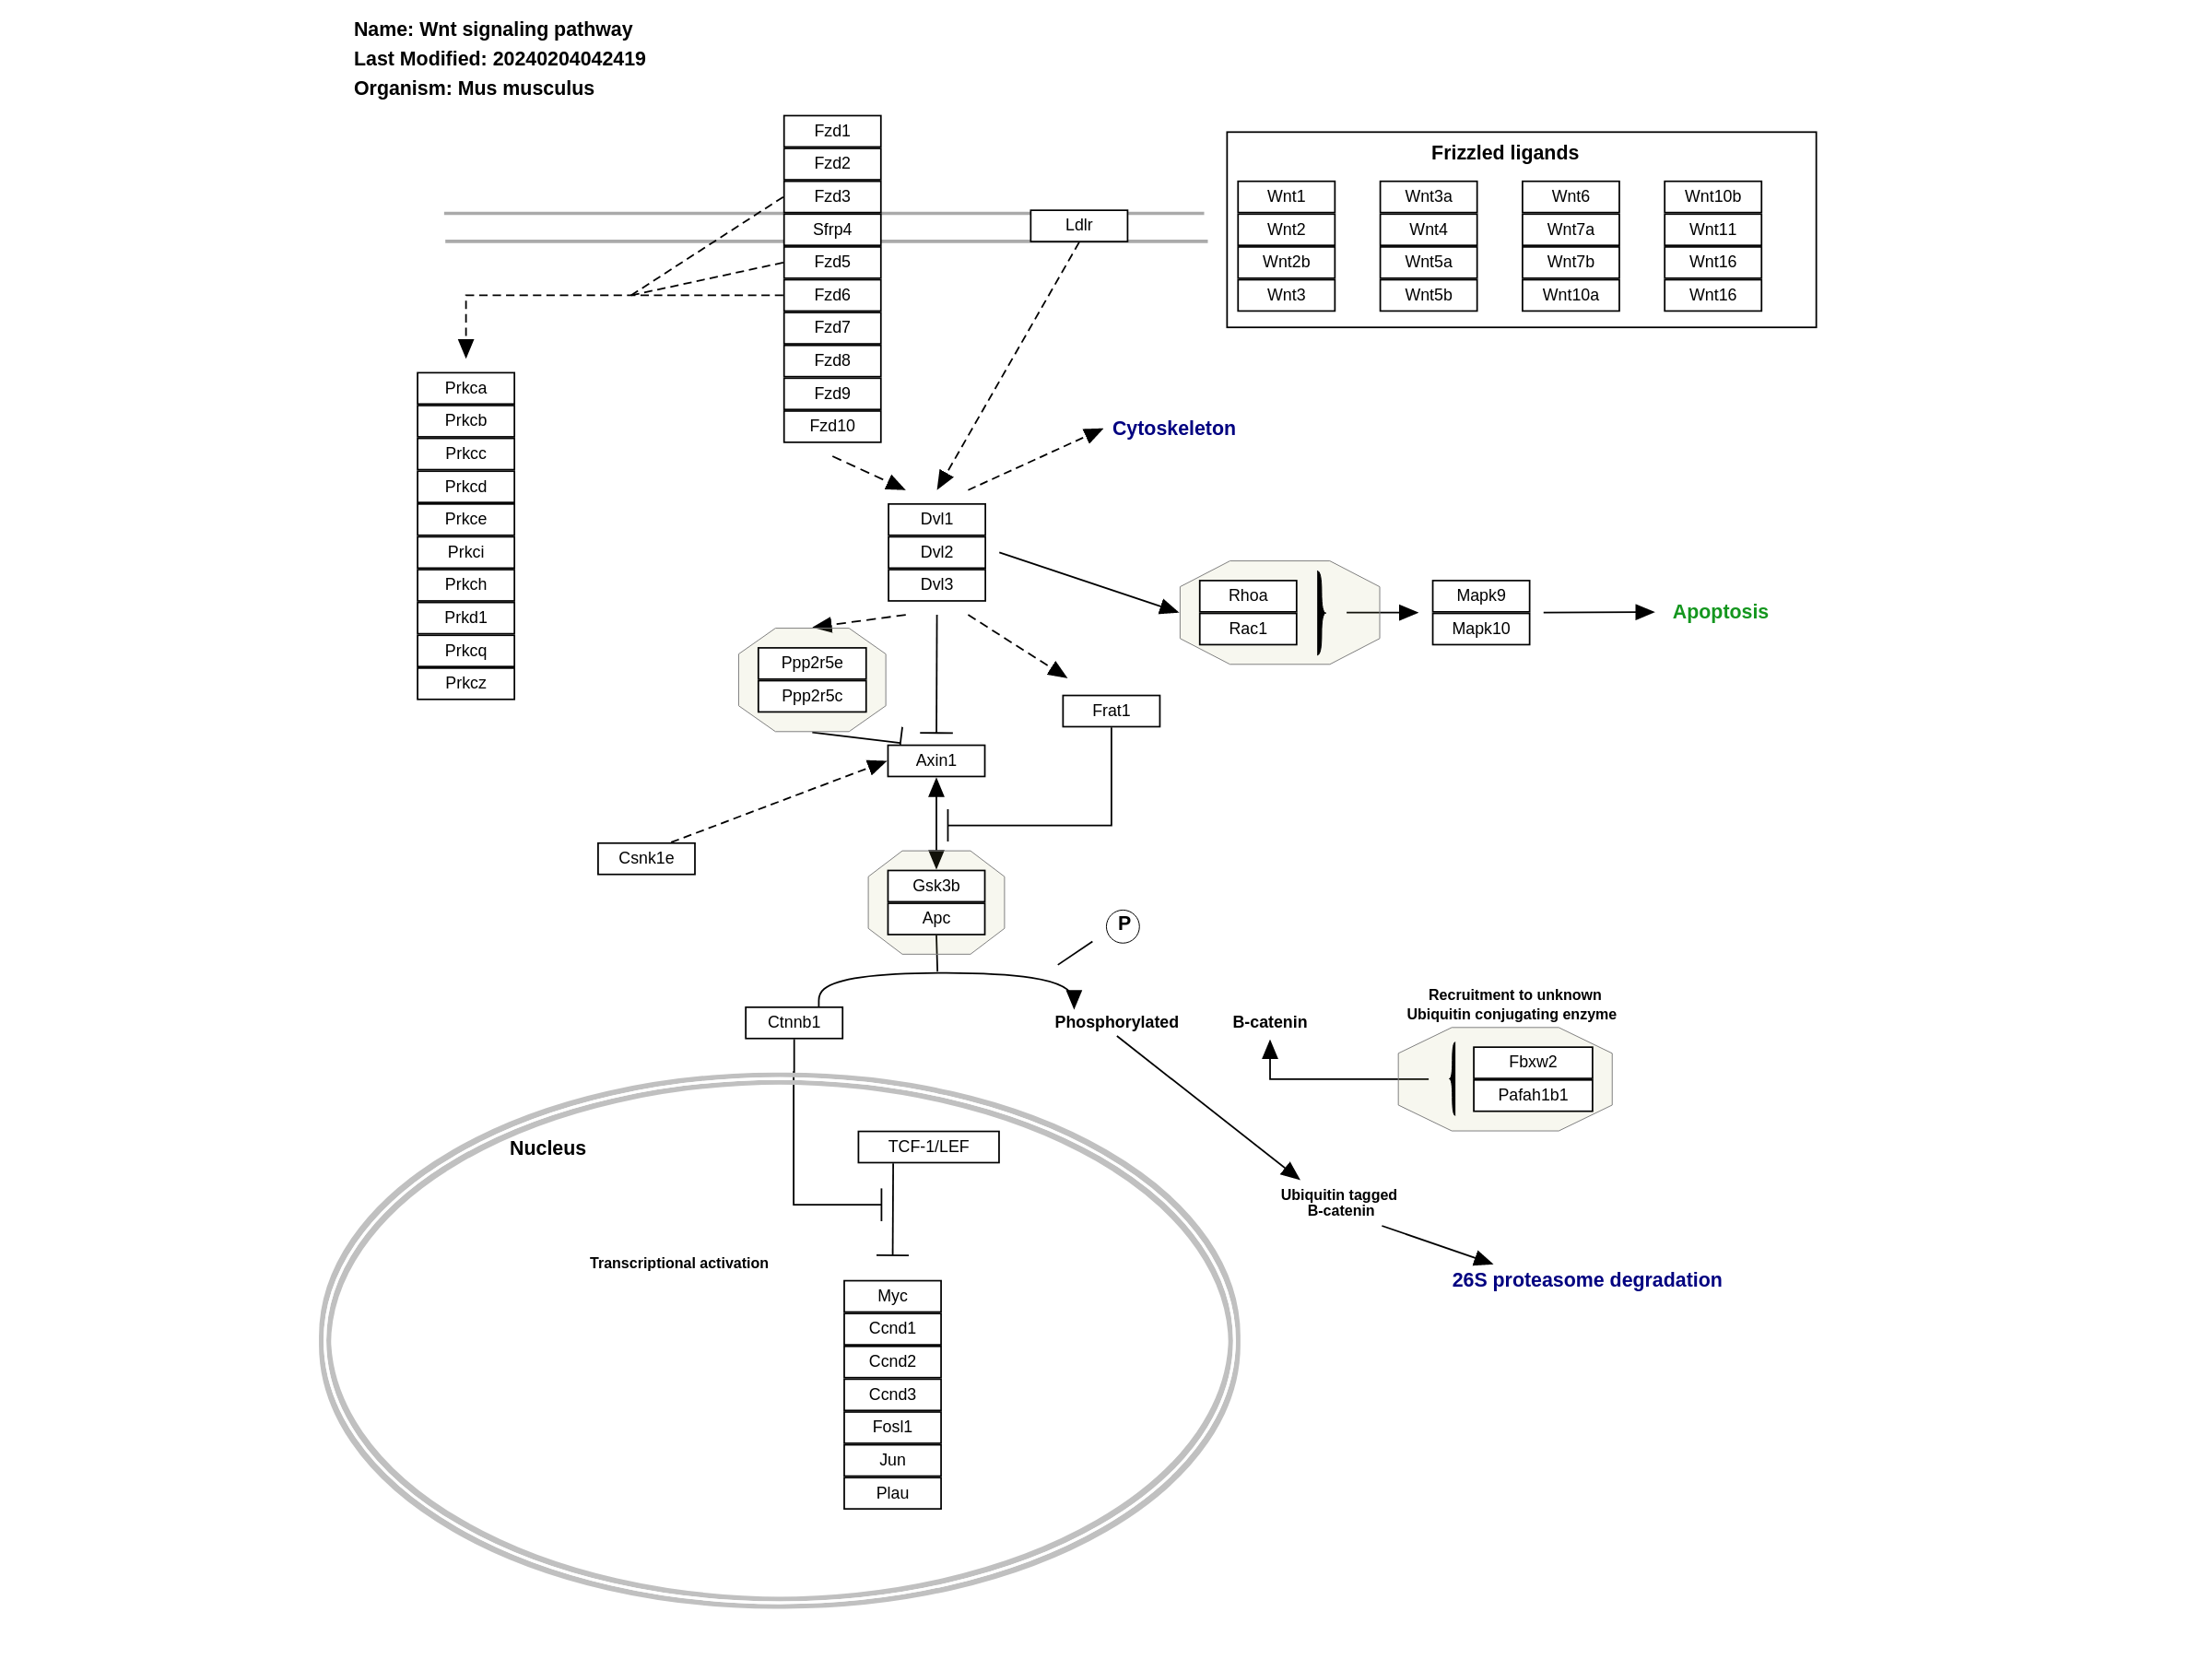 Name: Wnt signaling pathway
Last Modified: 20240204042419
Organism: Mus musculus
Fzd1
Fzd2
Fzd3
Sfrp4
Fzd5
Fzd6
Fzd7
Fzd8
Fzd9
Fzd10
Ldlr
Frizzled ligands
Wnt1
Wnt2
Wnt2b
Wnt3
Wnt3a
Wnt4
Wnt5a
Wnt5b
Wnt6
Wnt7a
Wnt7b
Wnt10a
Wnt10b
Wnt11
Wnt16
Wnt16
Prkca
Prkcb
Prkcc
Prkcd
Prkce
Prkci
Prkch
Prkd1
Prkcq
Prkcz
Cytoskeleton
Dvl1
Dvl2
Dvl3
Rhoa
Rac1
}
Mapk9
Mapk10
Apoptosis
Ppp2r5e
Ppp2r5c
Frat1
Axin1
Csnk1e
Gsk3b
Apc
P
Ctnnb1
Phosphorylated
B-catenin
Recruitment to unknown
Ubiquitin conjugating enzyme
{
Fbxw2
Pafah1b1
Nucleus
TCF-1/LEF
Ubiquitin tagged
B-catenin
Transcriptional activation
26S proteasome degradation
Myc
Ccnd1
Ccnd2
Ccnd3
Fosl1
Jun
Plau